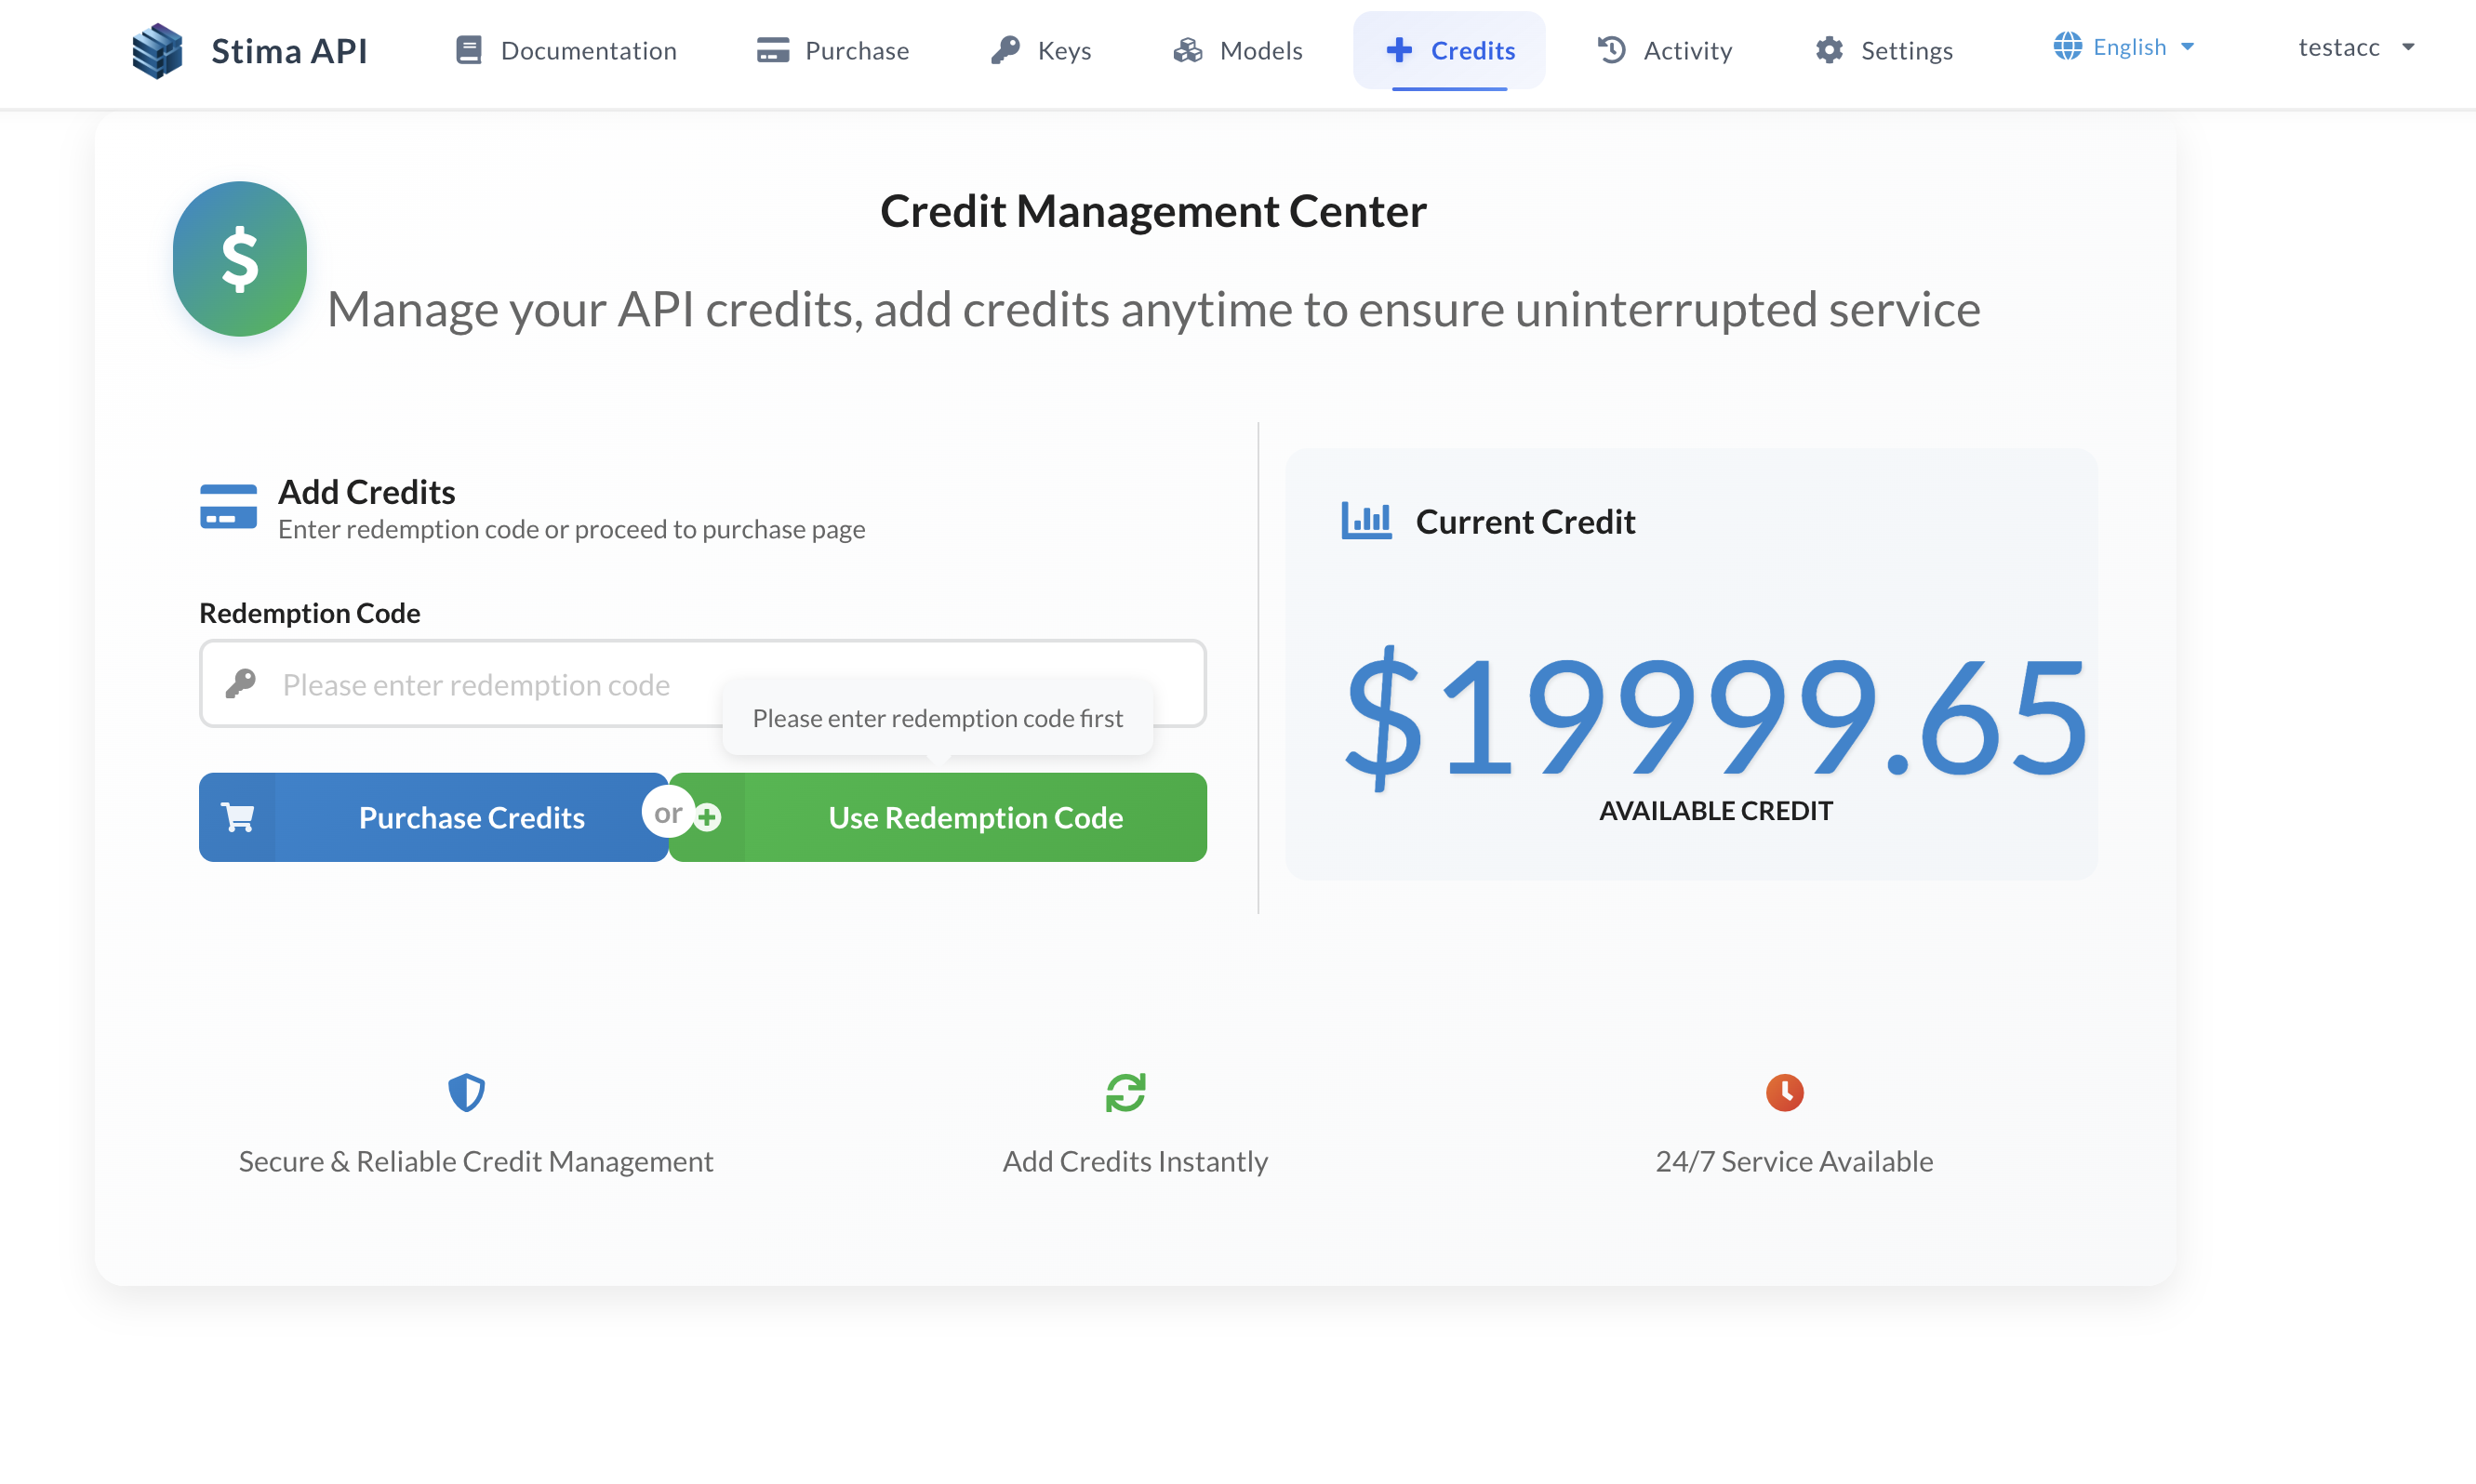 Stima API
Documentation
Purchase
Keys
Models
Credits
Activity
Settings
English
testacc
$
Credit Management Center
Manage your API credits, add credits anytime to ensure uninterrupted service
Add Credits
Enter redemption code or proceed to purchase page
Redemption Code
Please enter redemption code
Please enter redemption code first
Purchase Credits
or
Use Redemption Code
Current Credit
$19999.65
AVAILABLE CREDIT
Secure & Reliable Credit Management
Add Credits Instantly
24/7 Service Available